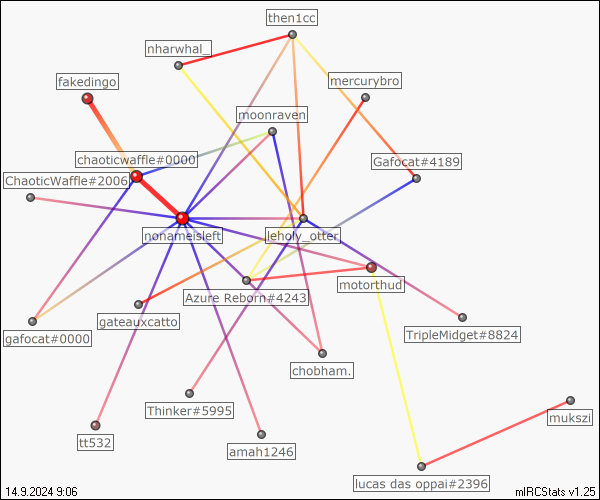 then1cc
nharwhal_
fakedingo
mercurybro
moonraven
chaoticwaffle#0000
Gafocat#4189
ChaoticWaffle#2006
nonameisleft
leholy_otter
motorthud
Azure Reborn#4243
gateauxcatto
gafocat#0000
TripleMidget#8824
chobham.
Thinker#5995
mukszi
tt532
amah1246
lucas das oppai#2396
14.9.2024 9:06
mIRCStats v1.25